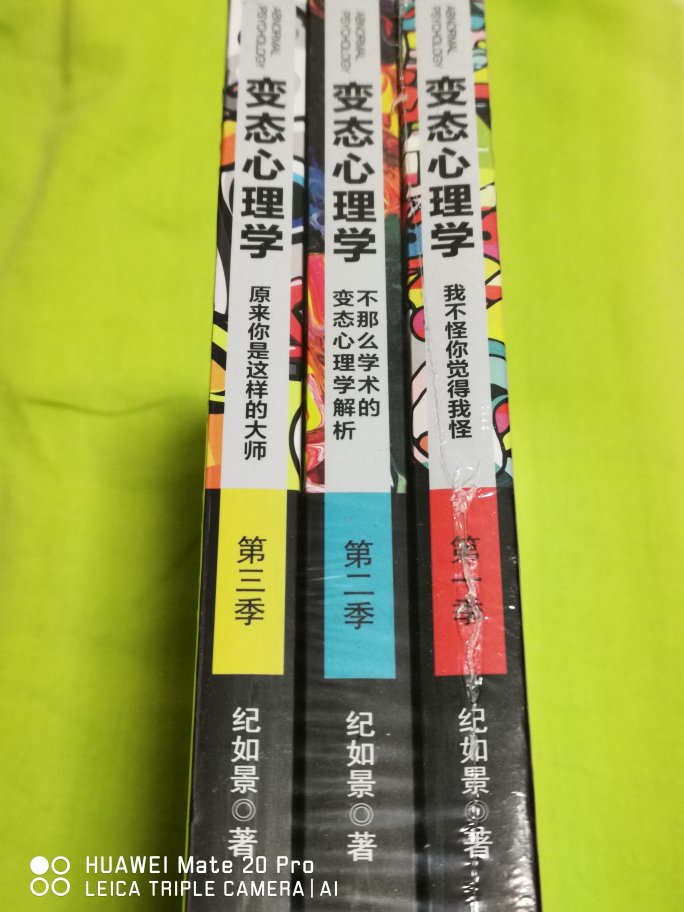 ABNORMAL
PSYCHOLOGY
变态心理学
原来你是这样的大师
第三季
纪如景◎著
ABNORMAL
PSYCHOLOGY
变态心理学
不那么学术的
变态心理学解析
第二季
纪如景◎著
ABNORMAL
PSYCHOLOGY
变态心理学
我不怪你觉得我怪
第一季
纪如景◎著
HUAWEI Mate 20 Pro
LEICA TRIPLE CAMERA|AI